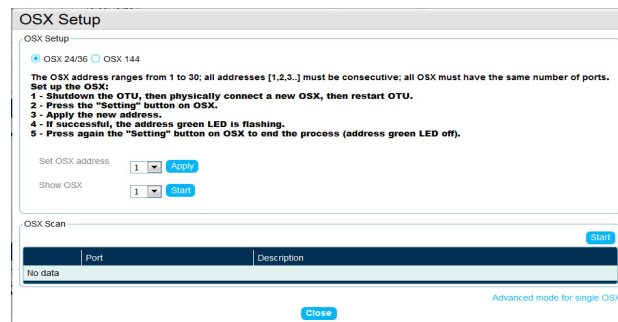 OSX Setup
OSX Setup
OSX 24/36 OSX 144
The OSX address ranges from 1 to 30; all addresses [1,2,3..] must be consecutive; all OSX must have the same number of ports.
Set up the OSX:
1 - Shutdown the OTU, then physically connect a new OSX, then restart OTU.
2 - Press the "Setting" button on OSX.
3 - Apply the new address.
4 - If successful, the address green LED is flashing.
5 - Press again the "Setting" button on OSX to end the process (address green LED off).
Set OSX address 1 Apply
Show OSX 1 Start
OSX Scan
Start
Port Description
No data
Advanced mode for single OSX
Close